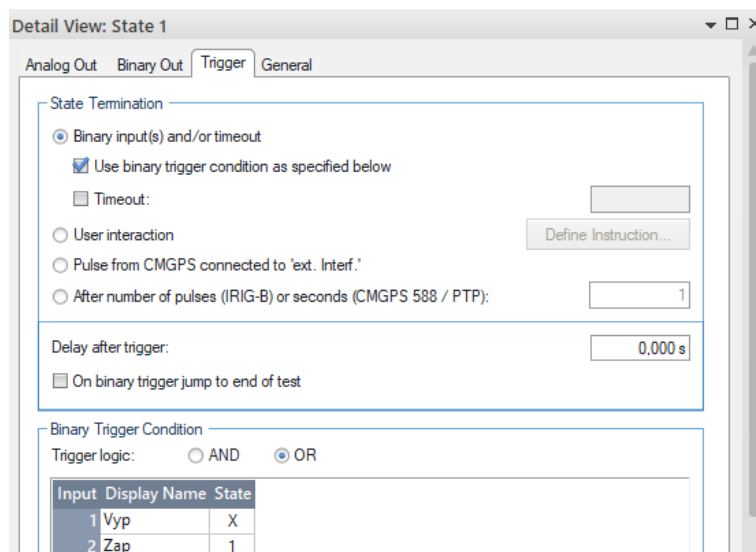 Detail View: State 1
Analog Out Binary Out Trigger General
State Termination
Binary input(s) and/or timeout
Use binary trigger condition as specified below
Timeout:
User interaction
Define Instruction...
Pulse from CMGPS connected to 'ext. Interf.'
After number of pulses (IRIG-B) or seconds (CMGPS 588 / PTP): 1
Delay after trigger: 0,000 s
On binary trigger jump to end of test
Binary Trigger Condition
Trigger logic: AND OR
Input Display Name State
1 Vyp X
2 Zap 1